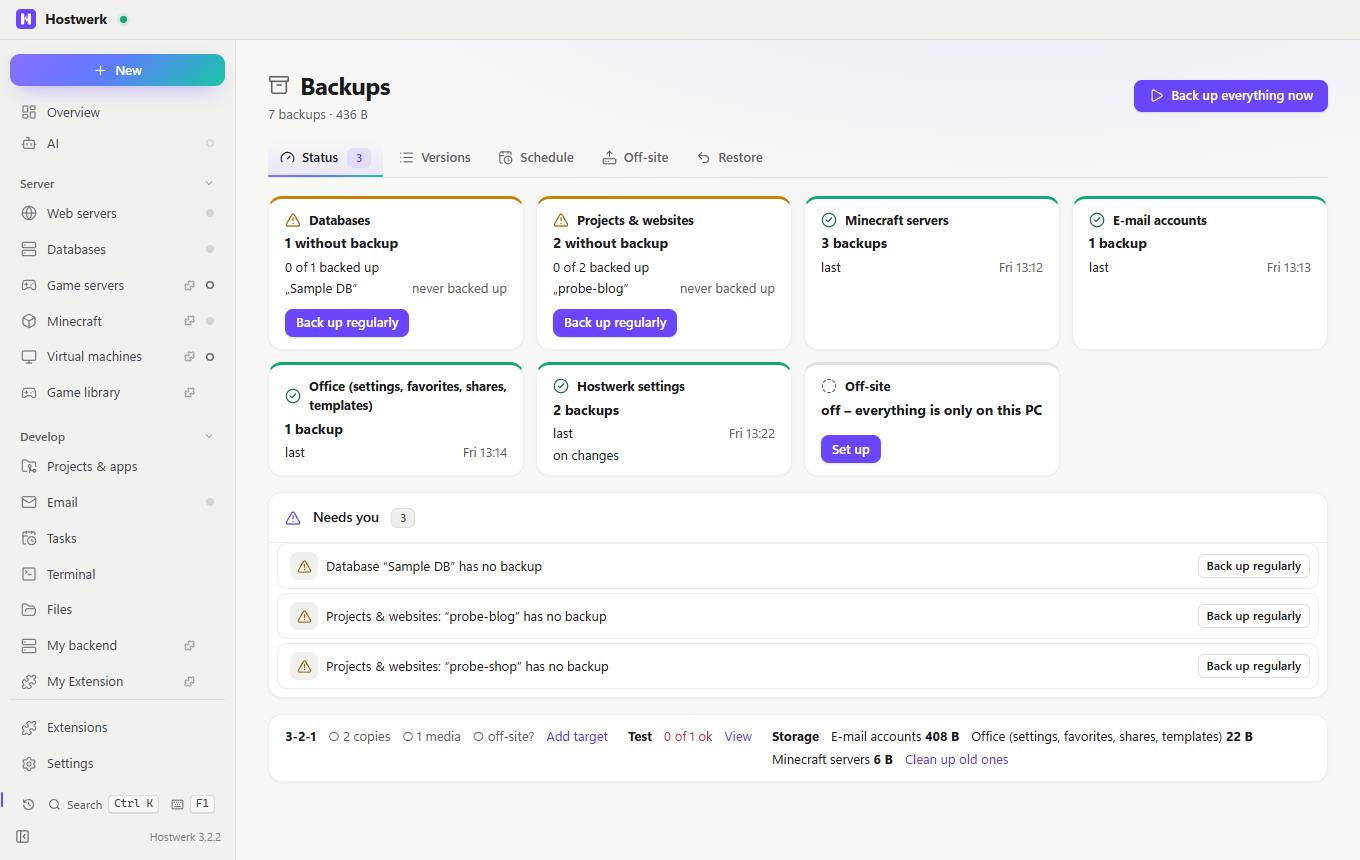 Hostwerk
New
Overview
AI
Server
Web servers
Databases
Game servers
Minecraft
Virtual machines
Game library
Develop
Projects & apps
Email
Tasks
Terminal
Files
My backend
My Extension
Extensions
Settings
Search Ctrl K F1
Hostwerk 3.2.2
Backups
7 backups · 436 B
Back up everything now
Status 3 Versions Schedule Off-site Restore
Databases
1 without backup
0 of 1 backed up
„Sample DB“ never backed up
Back up regularly
Projects & websites
2 without backup
0 of 2 backed up
„probe-blog“ never backed up
Back up regularly
Minecraft servers
3 backups
last Fri 13:12
E-mail accounts
1 backup
last Fri 13:13
Office (settings, favorites, shares,
templates)
1 backup
last Fri 13:14
Hostwerk settings
2 backups
last Fri 13:22
on changes
Off-site
off – everything is only on this PC
Set up
Needs you 3
Database “Sample DB” has no backup Back up regularly
Projects & websites: “probe-blog” has no backup Back up regularly
Projects & websites: “probe-shop” has no backup Back up regularly
3-2-1 2 copies 1 media off-site? Add target Test 0 of 1 ok View Storage E-mail accounts 408 B Office (settings, favorites, shares, templates) 22 B
Minecraft servers 6 B Clean up old ones